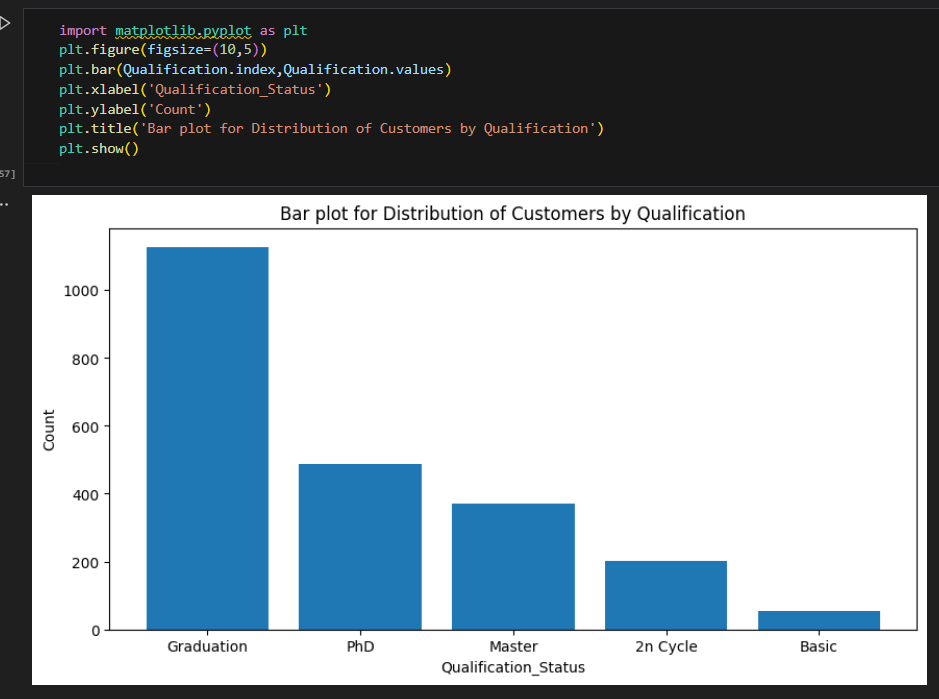 import matplotlib.pyplot as plt
plt.figure(figsize=(10,5))
plt.bar(Qualification.index,Qualification.values)
plt.xlabel('Qualification_Status')
plt.ylabel('Count')
plt.title('Bar plot for Distribution of Customers by Qualification')
plt.show()
57]
Bar plot for Distribution of Customers by Qualification
1000
800
600
400
200
0
Count
Graduation PhD Master 2n Cycle Basic
Qualification_Status